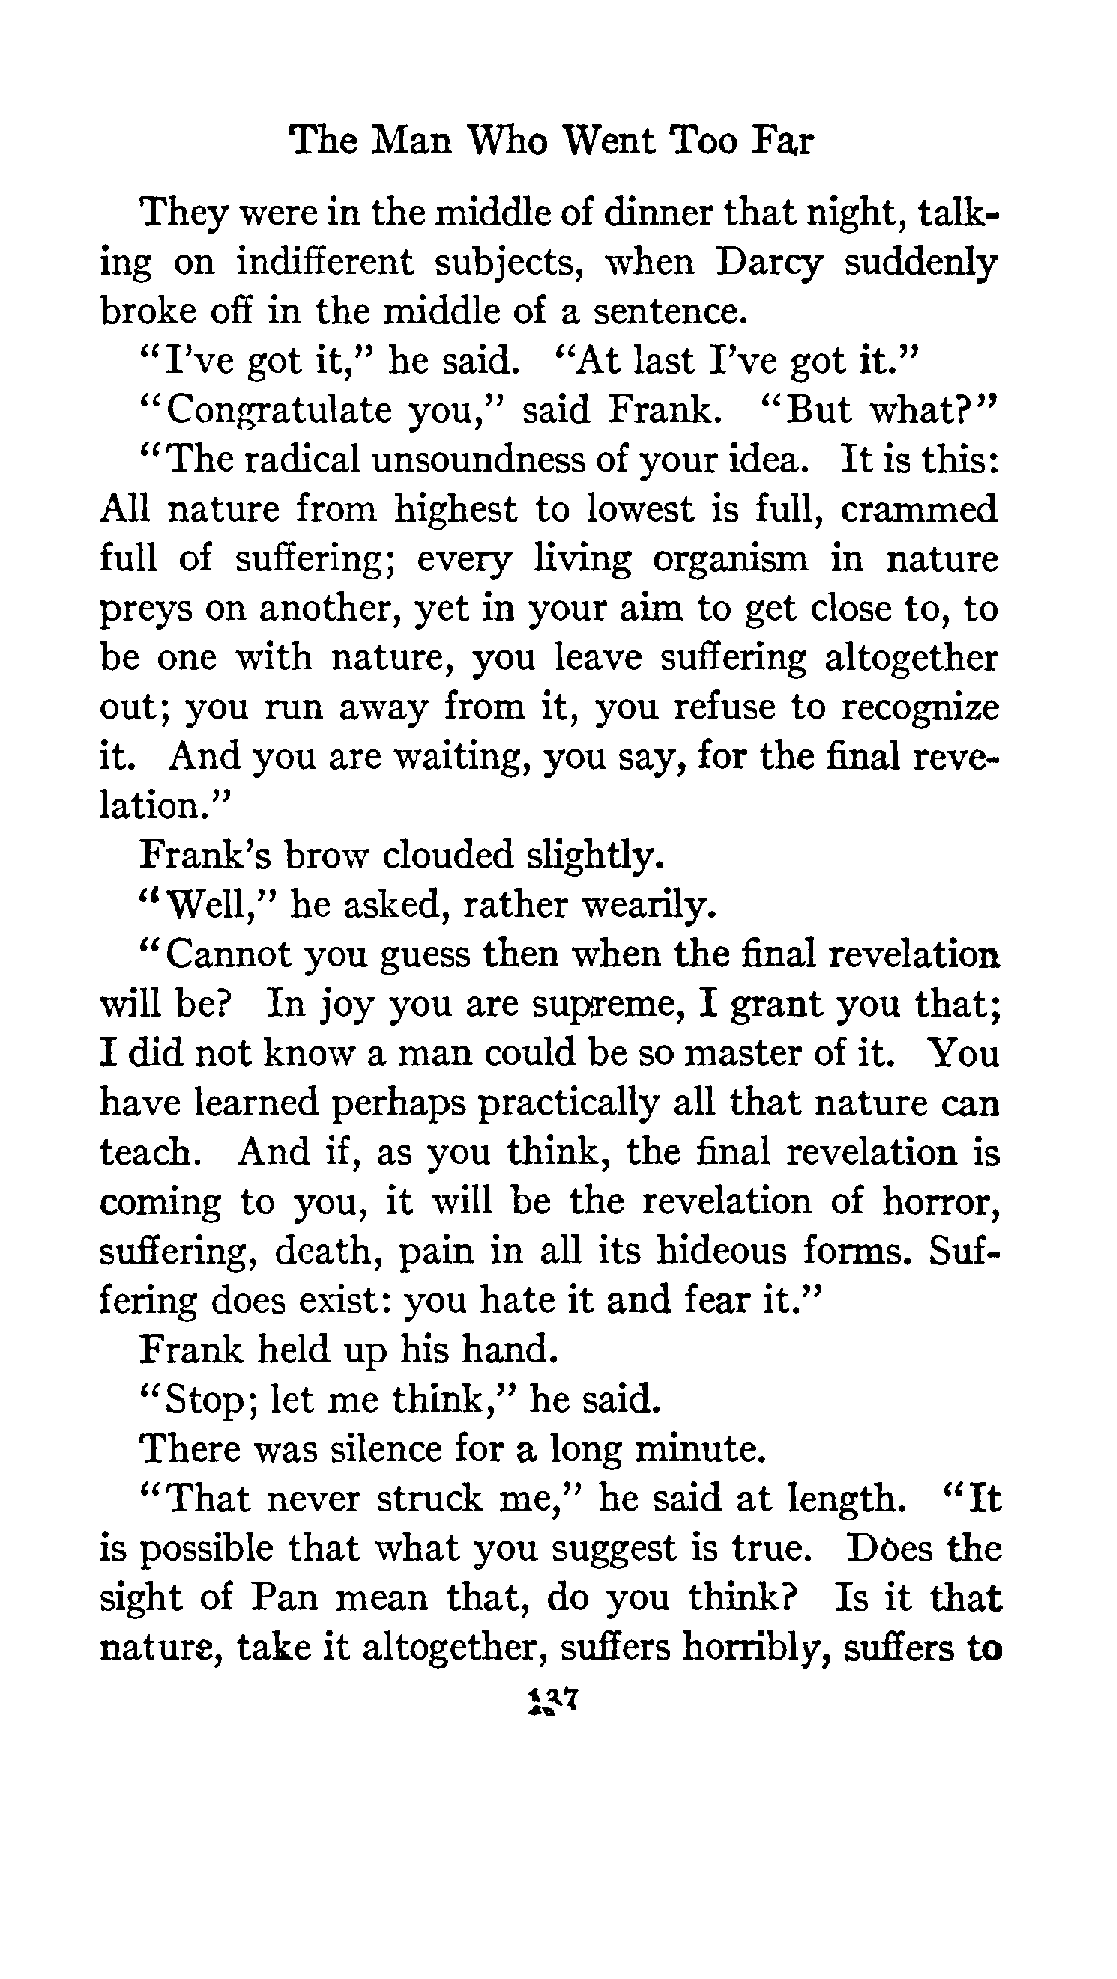 The Man Who Went Too Far
They were in the middle of dinner that night, talk-
ing on indifferent subjects, when Darcy suddenly
broke off in the middle of a sentence.
"I've got it," he said. "At last I've got it."
"Congratulate you," said Frank. "But what?"
"The radical unsoundness of your idea. It is this:
All nature from highest to lowest is full, crammed
full of suffering; every living organism in nature
preys on another, yet in your aim to get close to, to
be one with nature, you leave suffering altogether
out; you run away from it, you refuse to recognize
it. And you are waiting, you say, for the final reve-
lation."
Frank's brow clouded slightly.
"Well," he asked, rather wearily.
"Cannot you guess then when the final revelation
will be? In joy you are supreme, I grant you that;
I did not know a man could be so master of it. You
have learned perhaps practically all that nature can
teach. And if, as you think, the final revelation is
coming to you, it will be the revelation of horror,
suffering, death, pain in all its hideous forms. Suf-
fering does exist: you hate it and fear it."
Frank held up his hand.
"Stop; let me think," he said.
There was silence for a long minute.
"That never struck me," he said at length. "It
is possible that what you suggest is true. Does the
sight of Pan mean that, do you think? Is it that
nature, take it altogether, suffers horribly, suffers to